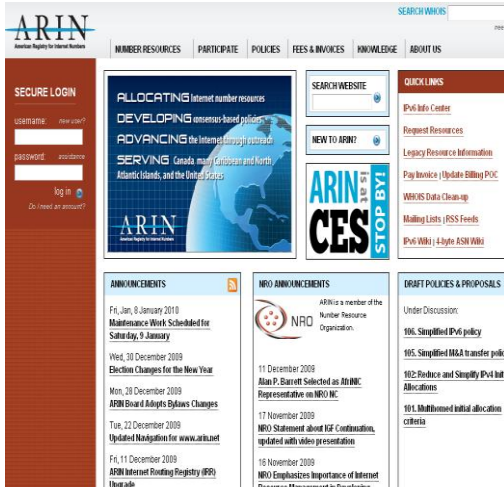 ARIN
American Registry for Internet Numbers
SEARCH WHOIS
NUMBER RESOURCES
PARTICIPATE
POLICIES
FEES & INVOICES
KNOWLEDGE
ABOUT US
SECURE LOGIN
username: new user?
password: assistance
log in
Do I need an account?
ALLOCATING Internet number resources
DEVELOPING consensus-based policies
ADVANCING the Internet through outreach
SERVING Canada, many Caribbean and North
Atlantic Islands, and the United States
ARIN
American Registry for Internet Numbers
SEARCH WEBSITE
NEW TO ARIN?
ARIN
is at
CES
STOP BY!
QUICK LINKS
IPv6 Info Center
Request Resources
Legacy Resource Information
Pay Invoice | Update Billing POC
WHOIS Data Clean-up
Mailing Lists | RSS Feeds
IPv6 Wiki | 4-byte ASN Wiki
ANNOUNCEMENTS
Fri, Jan, 8 January 2010
Maintenance Work Scheduled for
Saturday, 9 January
Wed, 30 December 2009
Election Changes for the New Year
Mon, 28 December 2009
ARIN Board Adopts Bylaws Changes
Tue, 22 December 2009
Updated Navigation for www.arin.net
Fri, 11 December 2009
ARIN Internet Routing Registry (IRR)
Upgrade
NRO ANNOUNCEMENTS
NRO
ARIN is a member of the
Number Resource
Organization.
11 December 2009
Alan P. Barrett Selected as AfriNIC
Representative on NRO NC
17 November 2009
NRO Statement about IGF Continuation,
updated with video presentation
16 November 2009
NRO Emphasizes Importance of Internet
Resource Management in Developing
DRAFT POLICIES & PROPOSALS
Under Discussion:
106. Simplified IPv6 policy
105. Simplified M&A transfer polic
102: Reduce and Simplify IPv4 Init
Allocations
101. Multihomed initial allocation
criteria